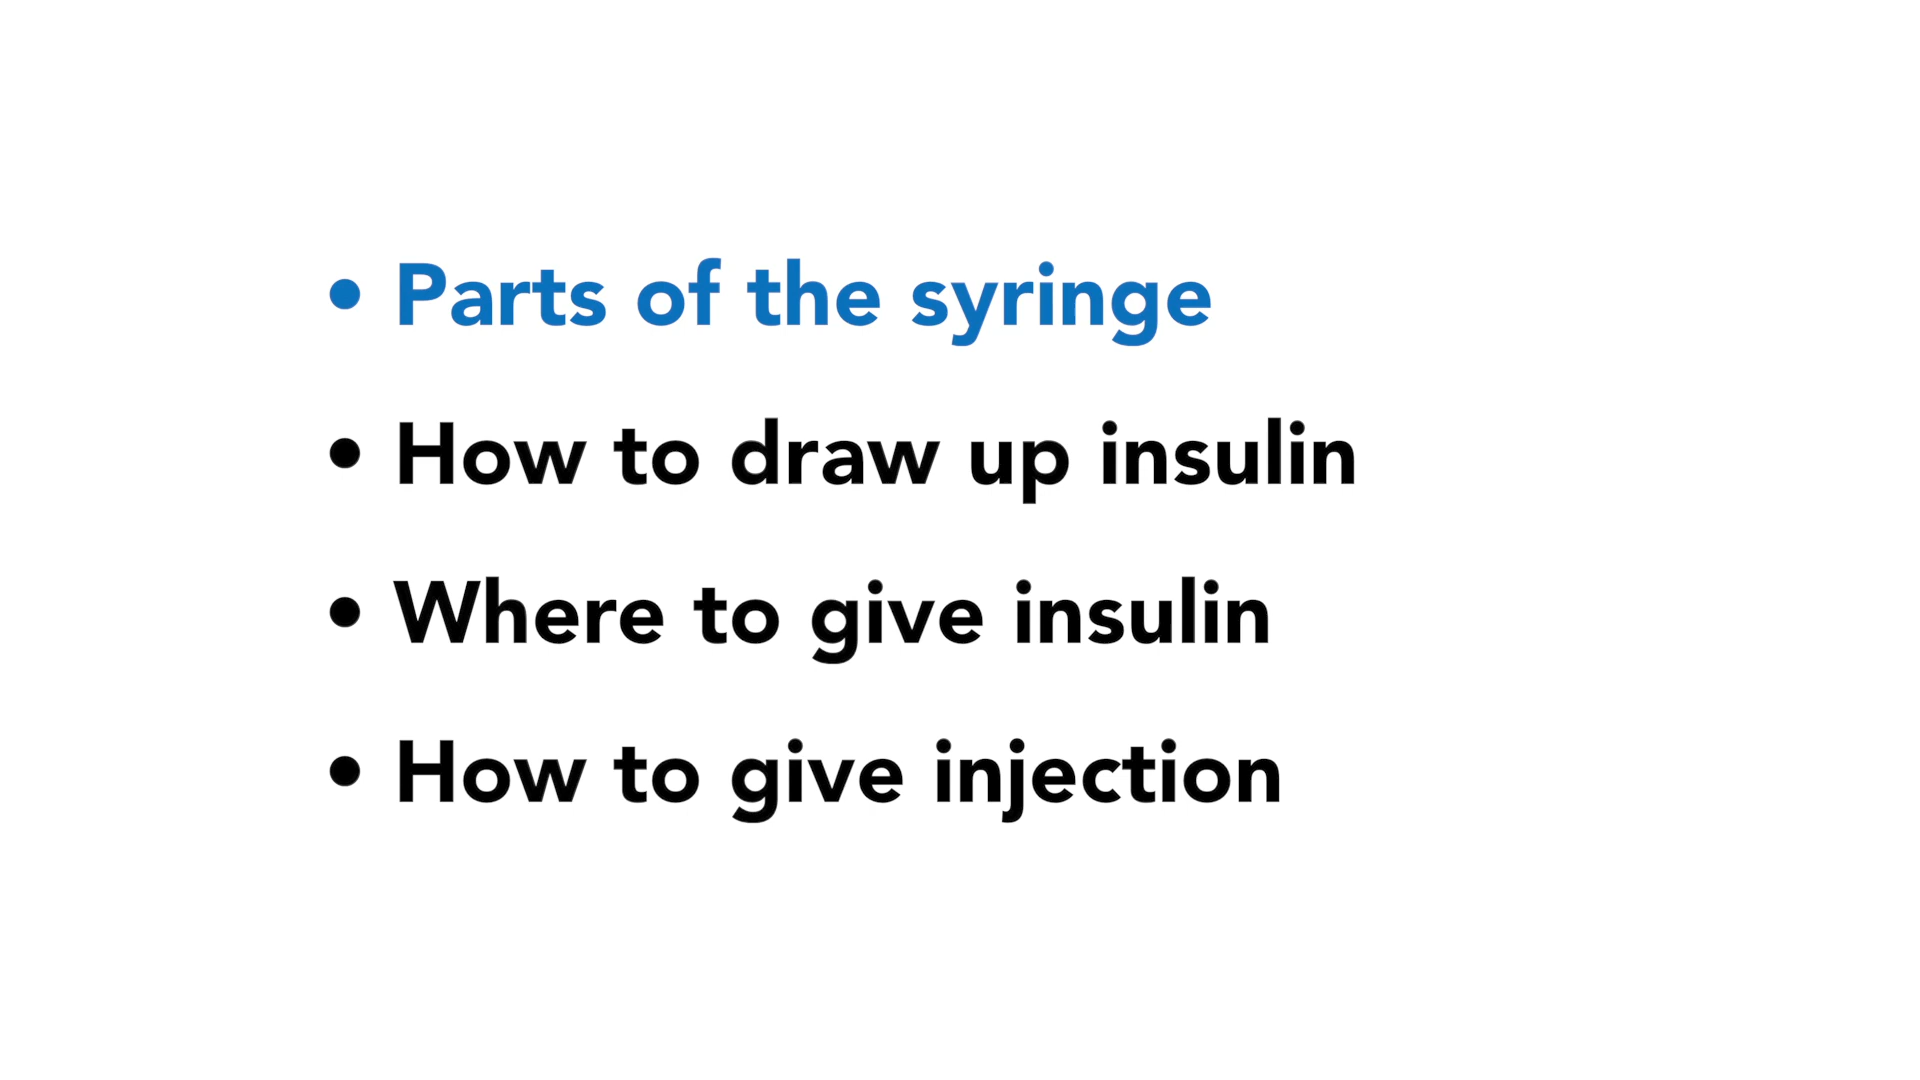 • Parts of the syringe
• How to draw up insulin
• Where to give insulin
• How to give injection